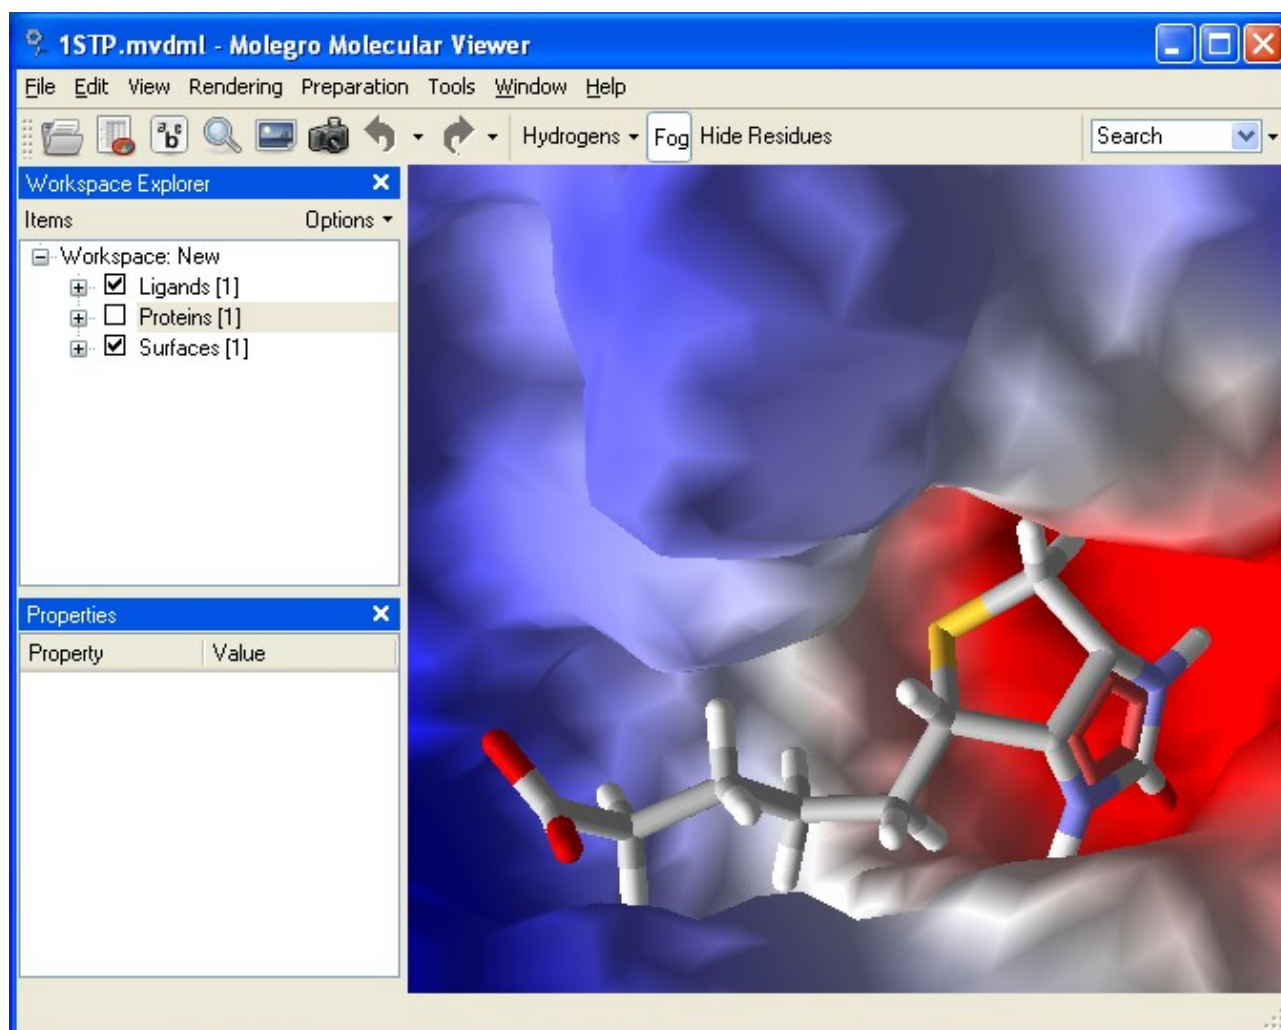 1STP.mvdml - Molegro Molecular Viewer
File Edit View Rendering Preparation Tools Window Help
Hydrogens Fog Hide Residues Search
Workspace Explorer
Items Options
Workspace: New
Ligands [1]
Proteins [1]
Surfaces [1]
Properties
Property Value